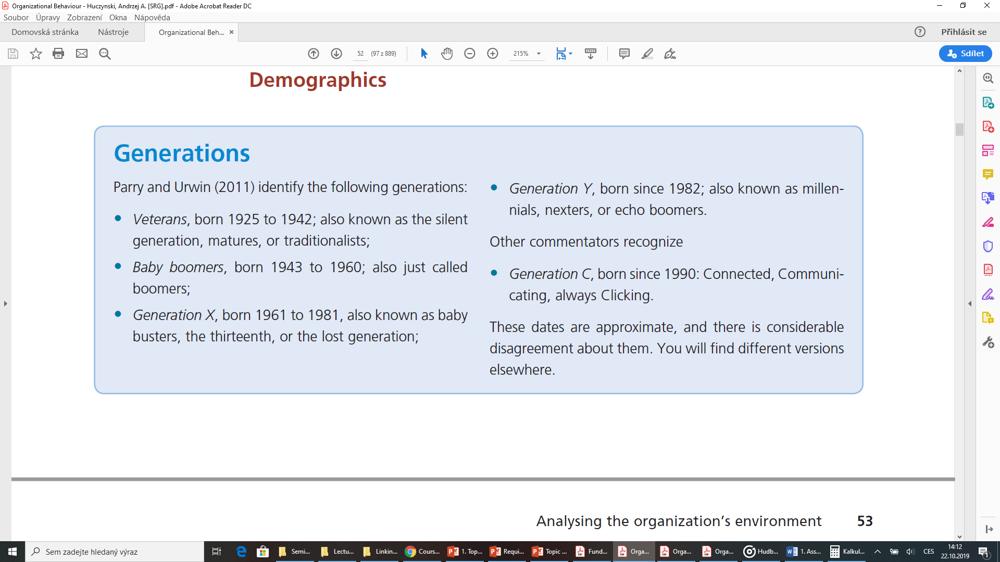 Organizational Behaviour - Huczynski, Andrzej A. [SRG].pdf - Adobe Acrobat Reader DC
Soubor Úpravy Zobrazení Okna Nápověda
Domovská stránka Nástroje Organizational Beh... × ? Přihlásit se
52 (97 z 889) 215% Sdílet
Demographics
Generations
Parry and Urwin (2011) identify the following generations:
• Veterans, born 1925 to 1942; also known as the silent
generation, matures, or traditionalists;
• Baby boomers, born 1943 to 1960; also just called
boomers;
• Generation X, born 1961 to 1981, also known as baby
busters, the thirteenth, or the lost generation;
• Generation Y, born since 1982; also known as millen-
nials, nexters, or echo boomers.
Other commentators recognize
• Generation C, born since 1990: Connected, Communi-
cating, always Clicking.
These dates are approximate, and there is considerable
disagreement about them. You will find different versions
elsewhere.
Analysing the organization's environment 53
Sem zadejte hledaný výraz Semi... Lectu... Linkin... Cours... 1. Top... Requi... Topic ... Fund... Orga... Orga... Orga... Hudb... 1. Ass... Kalkul... CES
14:12
22.10.2019
1